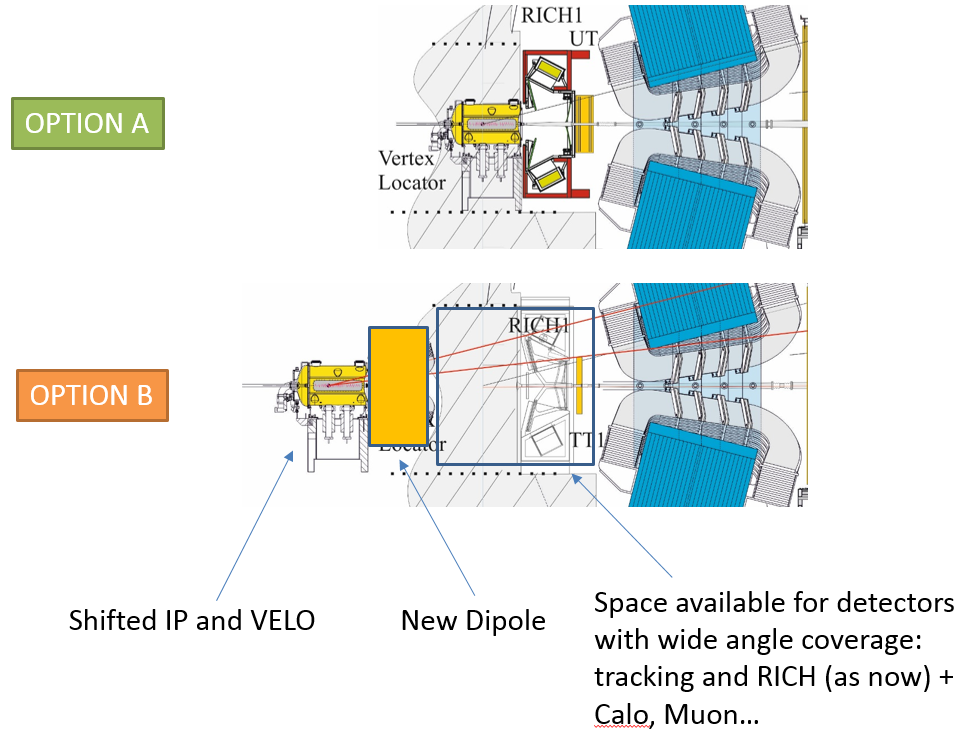 RICH1
UT
OPTION A
Vertex
Locator
RICH1
OPTION B
Locator
TT1
Shifted IP and VELO
New Dipole
Space available for detectors
with wide angle coverage:
tracking and RICH (as now) +
Calo, Muon…